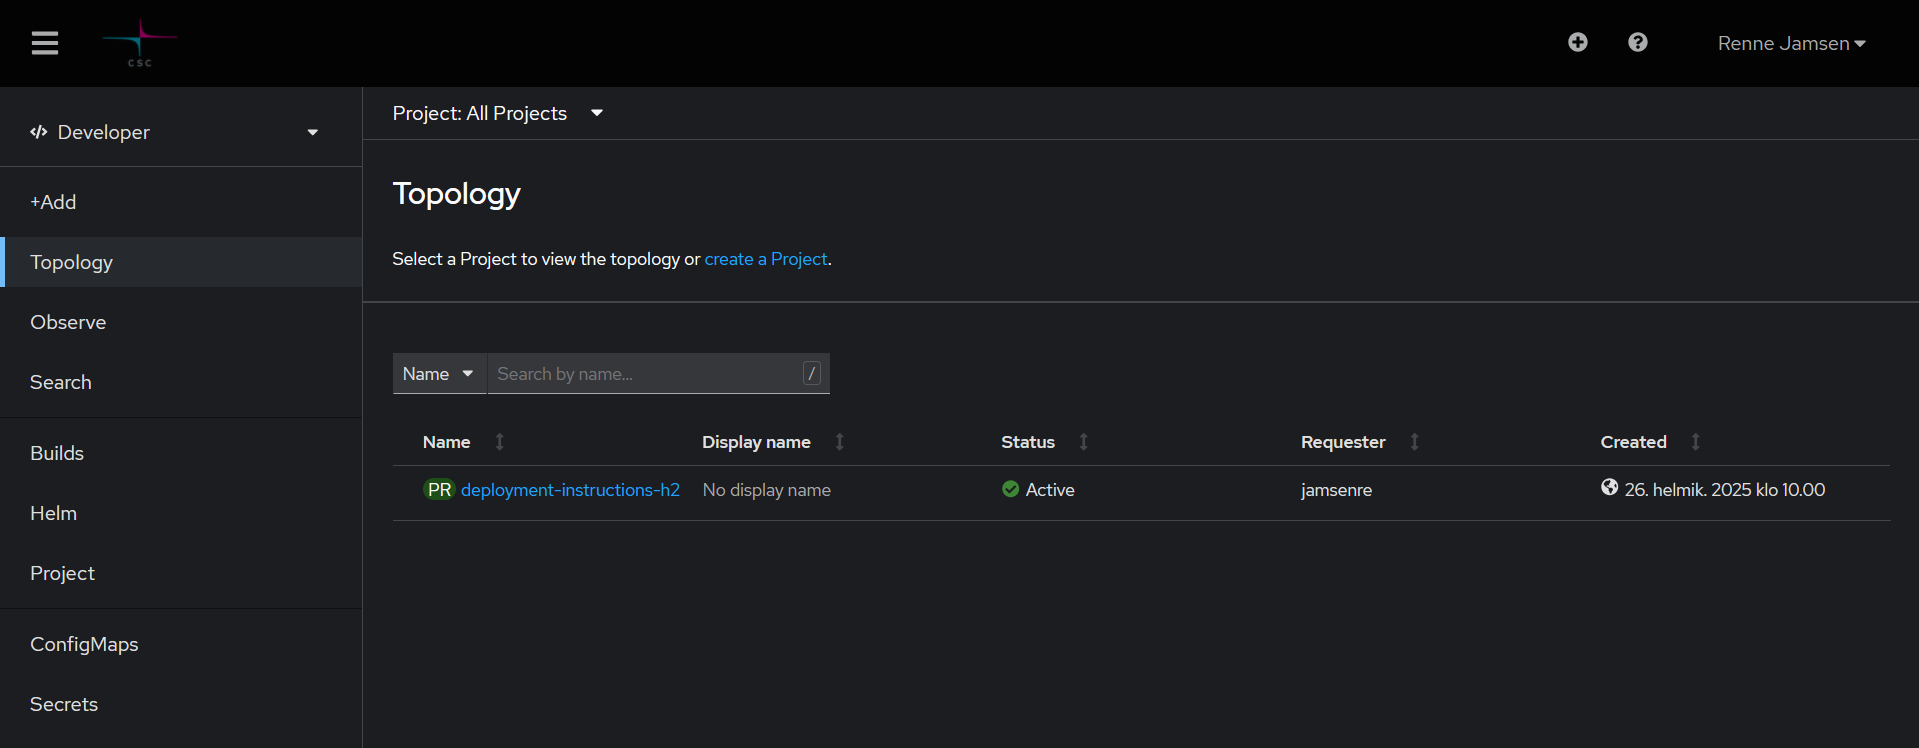 csc
Renne Jamsen
Developer
Project: All Projects
+Add
Topology
Topology
Select a Project to view the topology or create a Project.
Observe
Search
Name
Search by name...
/
Name
Display name
Status
Requester
Created
PR deployment-instructions-h2
No display name
Active
jamsenre
26. helmik. 2025 klo 10.00
Builds
Helm
Project
ConfigMaps
Secrets